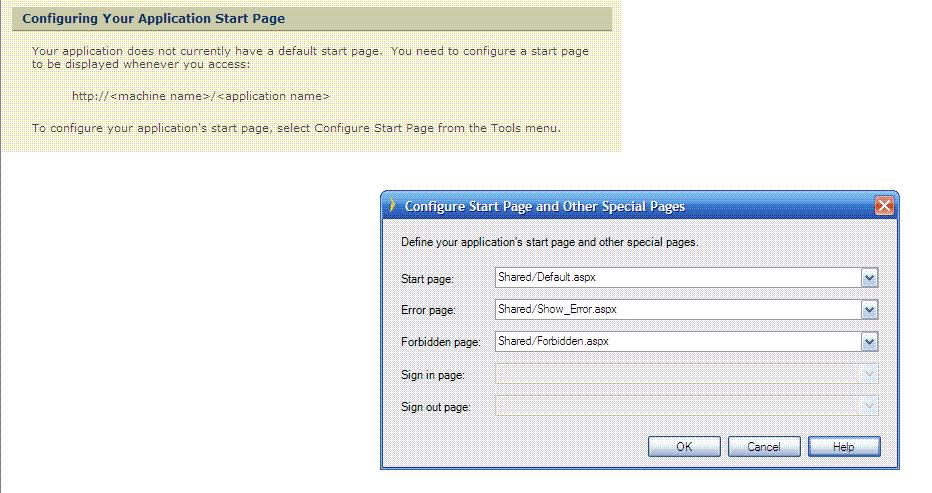 Configuring Your Application Start Page
Your application does not currently have a default start page. You need to configure a start page
to be displayed whenever you access:
http://<machine name>/<application name>
To configure your application's start page, select Configure Start Page from the Tools menu.
Configure Start Page and Other Special Pages
Define your application's start page and other special pages.
Start page: Shared/Default.aspx
Error page: Shared/Show_Error.aspx
Forbidden page: Shared/Forbidden.aspx
Sign in page:
Sign out page:
OK Cancel Help